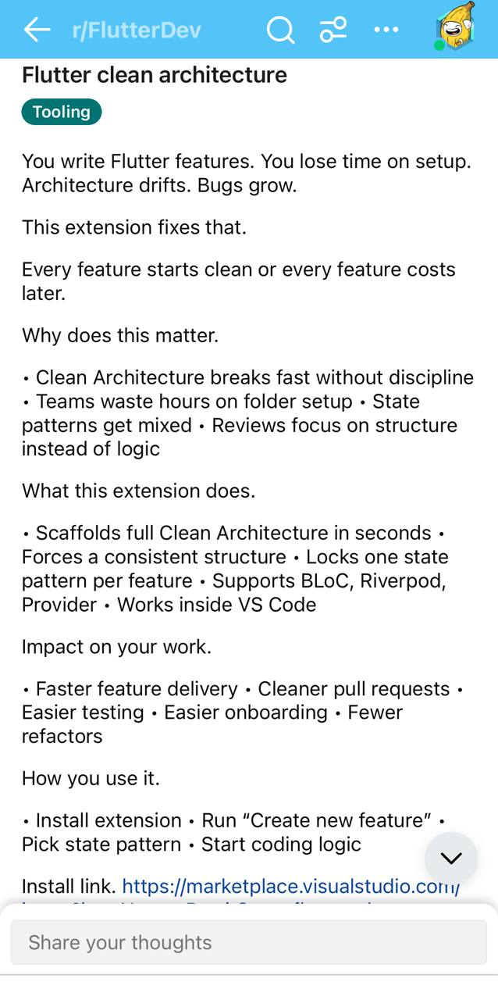 r/FlutterDev
Flutter clean architecture
Tooling
You write Flutter features. You lose time on setup.
Architecture drifts. Bugs grow.
This extension fixes that.
Every feature starts clean or every feature costs
later.
Why does this matter.
• Clean Architecture breaks fast without discipline
• Teams waste hours on folder setup • State
patterns get mixed • Reviews focus on structure
instead of logic
What this extension does.
• Scaffolds full Clean Architecture in seconds •
Forces a consistent structure • Locks one state
pattern per feature • Supports BLoC, Riverpod,
Provider • Works inside VS Code
Impact on your work.
• Faster feature delivery • Cleaner pull requests •
Easier testing • Easier onboarding • Fewer
refactors
How you use it.
• Install extension • Run “Create new feature” •
Pick state pattern • Start coding logic
Install link. https://marketplace.visualstudio.com/
Share your thoughts